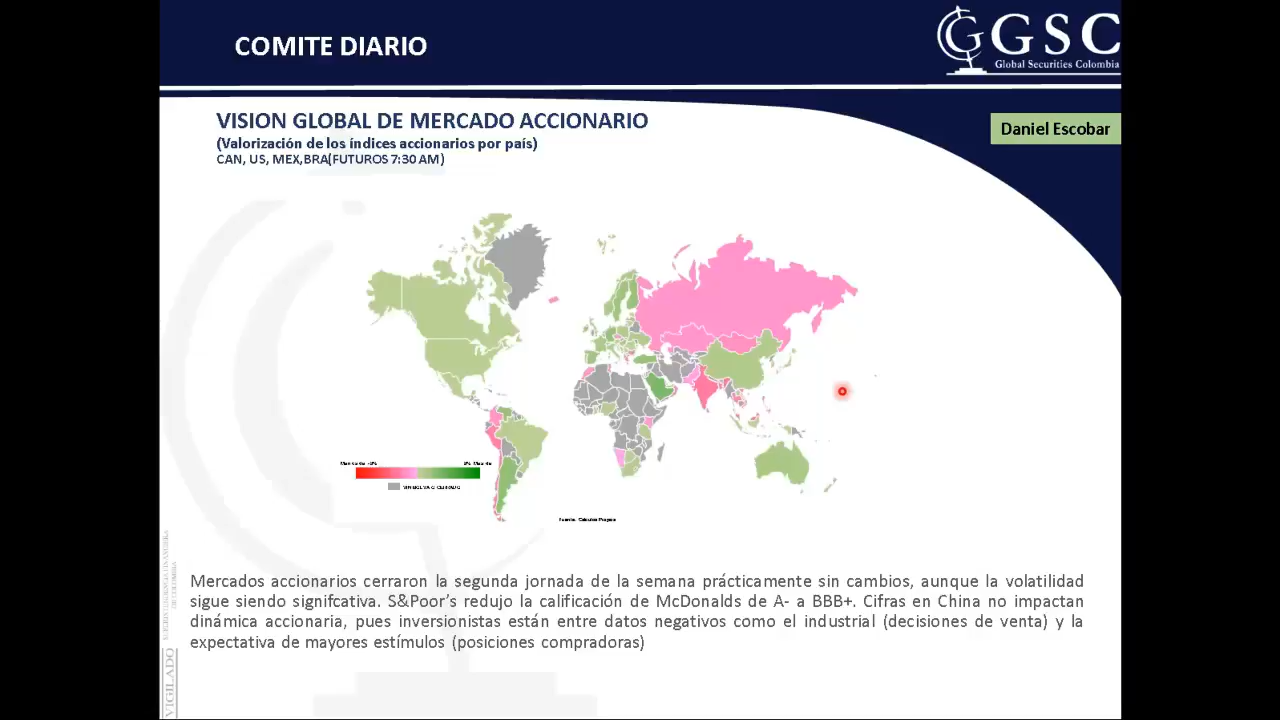 COMITE DIARIO
GGSC
Global Securities Colombia
VISION GLOBAL DE MERCADO ACCIONARIO
Daniel Escobar
(Valorización de los índices accionarios por país)
CAN, US, MEX,BRA(FUTUROS 7:30 AM)
Fuente: Cálculos Propios
Mercados accionarios cerraron la segunda jornada de la semana prácticamente sin cambios, aunque la volatilidad
sigue siendo signifcativa. S&Poor's redujo la calificación de McDonalds de A- a BBB+. Cifras en China no impactan
dinámica accionaria, pues inversionistas están entre datos negativos como el industrial (decisiones de venta) y la
expectativa de mayores estímulos (posiciones compradoras)
VIGILADO